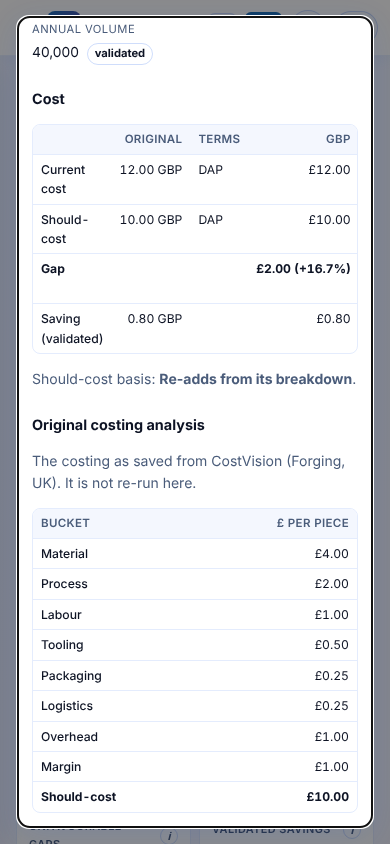 ANNUAL VOLUME
40,000 validated
Cost
ORIGINAL TERMS GBP
Current cost 12.00 GBP DAP £12.00
Should-cost 10.00 GBP DAP £10.00
Gap £2.00 (+16.7%)
Saving (validated) 0.80 GBP £0.80
Should-cost basis: Re-adds from its breakdown.
Original costing analysis
The costing as saved from CostVision (Forging,
UK). It is not re-run here.
BUCKET £ PER PIECE
Material £4.00
Process £2.00
Labour £1.00
Tooling £0.50
Packaging £0.25
Logistics £0.25
Overhead £1.00
Margin £1.00
Should-cost £10.00
VALIDATED SAVINGS i